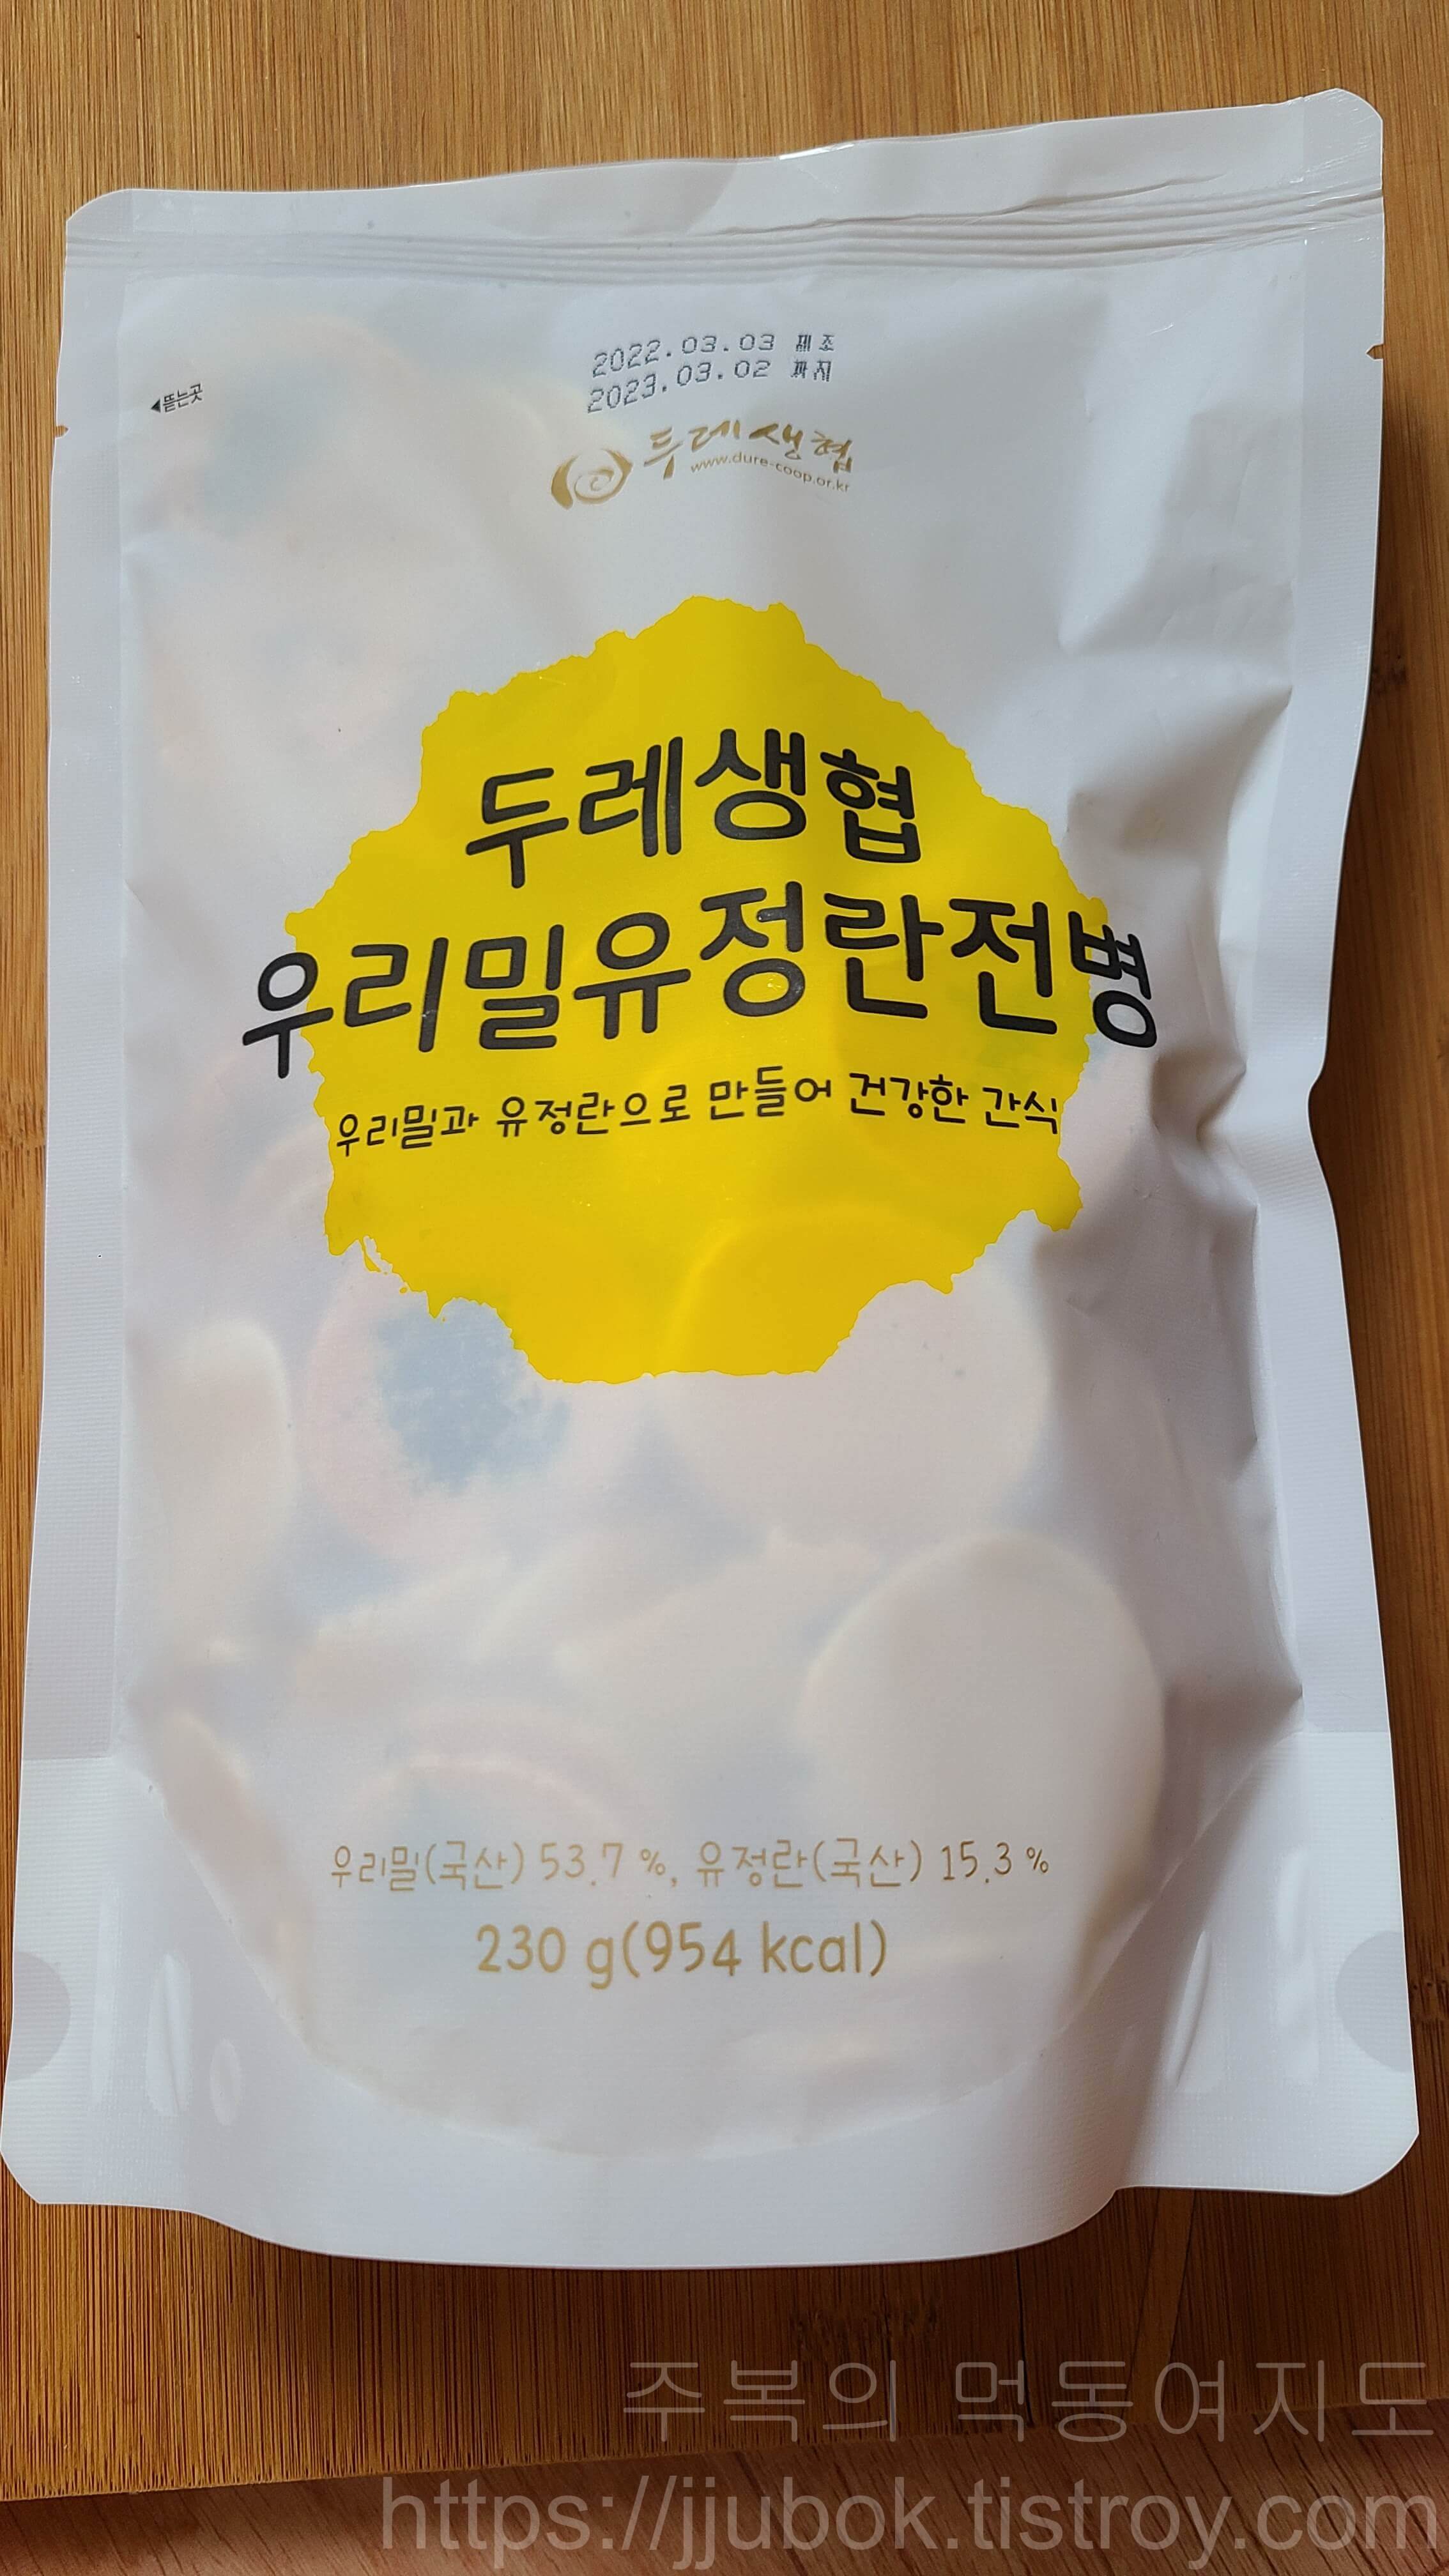 2022.03.03 제조
2023.03.02 까지
◀뜯는곳
두레생협
www.dure-coop.or.kr
두레생협
우리밀유정란전병
우리밀과 유정란으로 만들어 건강한 간식
우리밀(국산) 53.7 %, 유정란(국산) 15.3 %
230 g(954 kcal)
주복의 먹동여지도
https://jjubok.tistroy.com